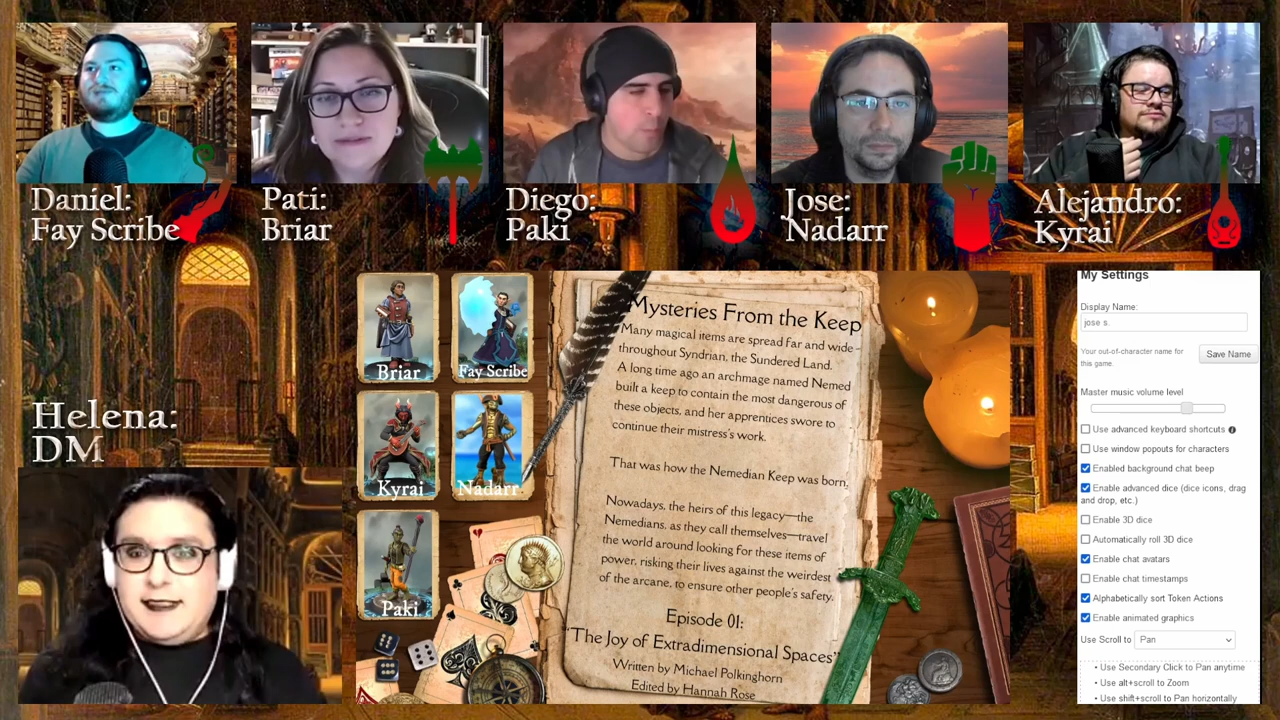 Daniel:
Fay Scribe
Pati:
Briar
Diego:
Paki
Jose:
Nadarr
Alejandro:
Kyrai
Helena:
DM
Briar
Fay Scribe
Kyrai
Nadarr
Paki
Mysteries From the Keep
Many magical items are spread far and wide
throughout Syndrian, the Sundered Land.
A long time ago an archmage named Nemed
built a keep to contain the most dangerous of
these objects, and her apprentices swore to
continue their mistress's work.
That was how the Nemedian Keep was born.
Nowadays, the heirs of this legacy—the
Nemedians, as they call themselves—travel
the world around looking for these items of
power, risking their lives against the weirdest
of the arcane, to ensure other people's safety.
Episode 01:
"The Joy of Extradimensional Spaces"
Written by Michael Polkinghorn
Edited by Hannah Rose
My Settings
Display Name:
jose s.
Your out-of-character name for
this game.
Save Name
Master music volume level
Use advanced keyboard shortcuts
Use window popouts for characters
Enabled background chat beep
Enable advanced dice (dice icons, drag
and drop, etc.)
Enable 3D dice
Automatically roll 3D dice
Enable chat avatars
Enable chat timestamps
Alphabetically sort Token Actions
Enable animated graphics
Use Scroll to Pan
• Use Secondary Click to Pan anytime
• Use alt+scroll to Zoom
• Use shift+scroll to Pan horizontally